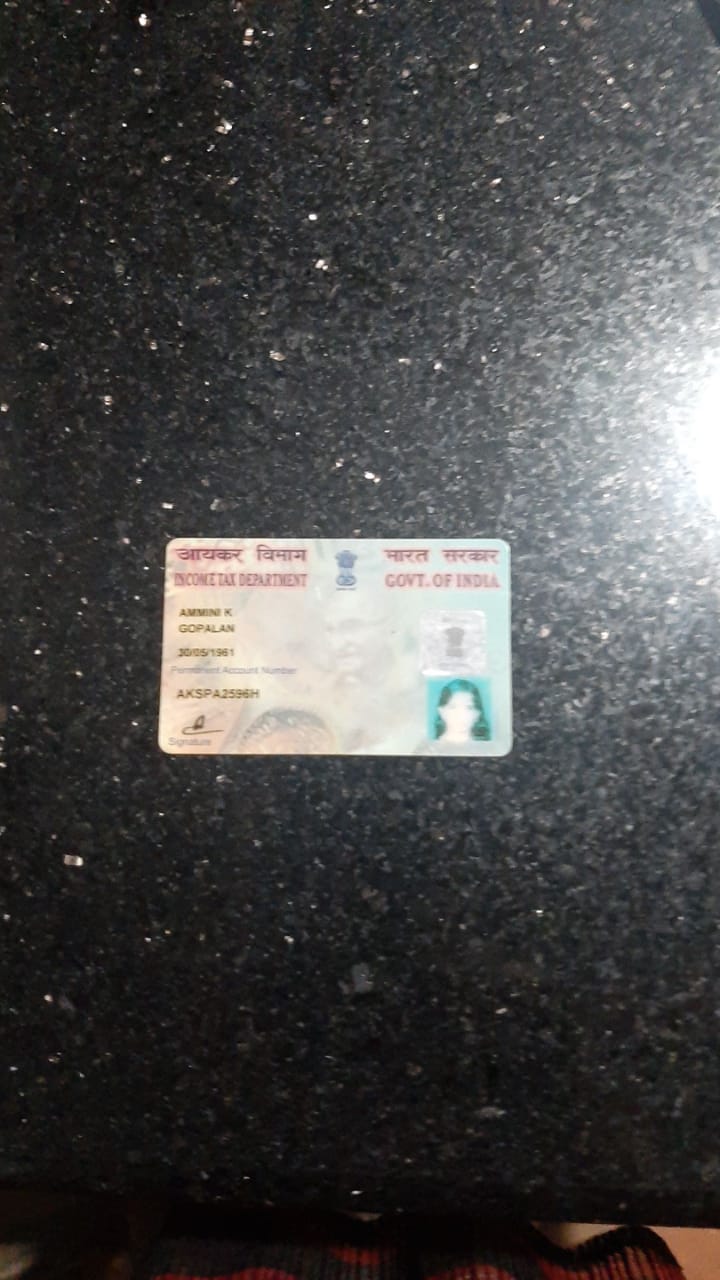 आयकर विभाग भारत सरकार
INCOME TAX DEPARTMENT GOVT. OF INDIA
AMMINI K
GOPALAN
30/05/1961
Permanent Account Number
AKSPA2596H
Signature